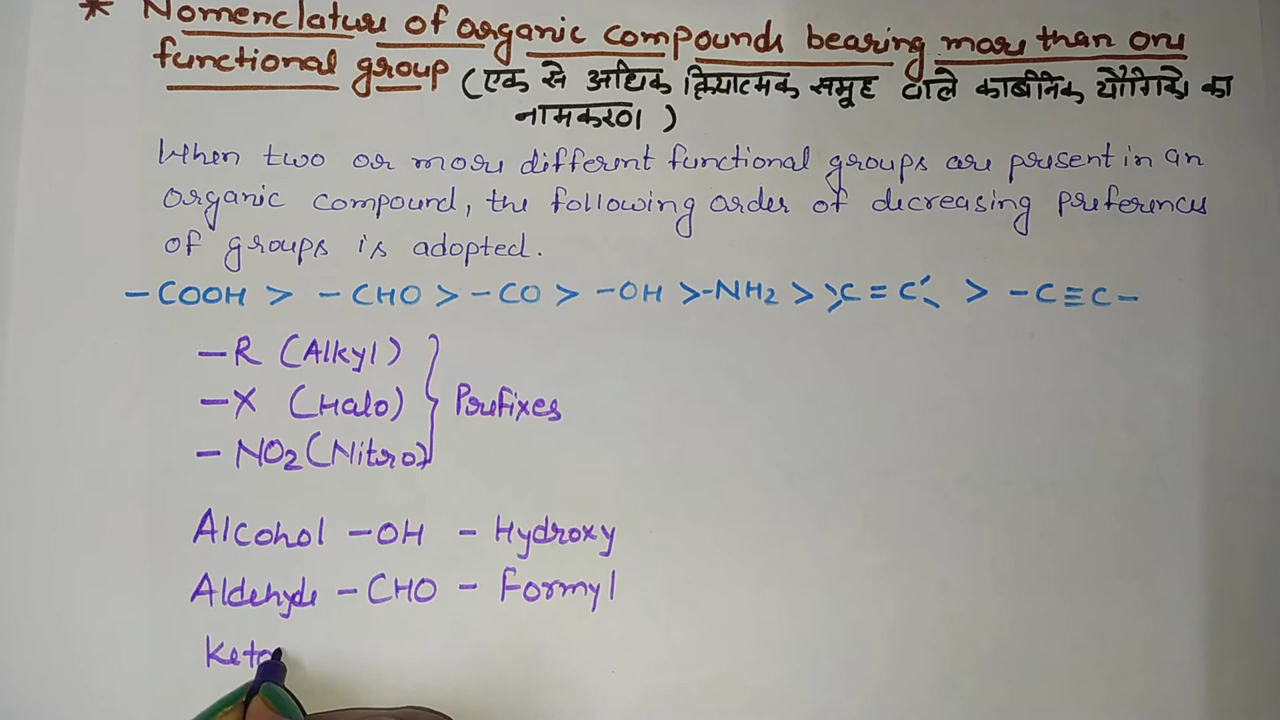 * Nomenclature of organic compounds bearing more than one
functional group (एक से अधिक क्रियात्मक समूह वाले कार्बनिक यौगिको का
नामकरण )
When two or more different functional groups are present in an
organic compound, the following order of decreasing preferences
of groups is adopted.
-COOH > -CHO > -CO > -OH > -NH2 > >C=C< > -C≡C-
-R (Alkyl)
-X (Halo) } Prefixes
-NO2 (Nitro)
Alcohol -OH - Hydroxy
Aldehyde -CHO - Formyl
Keto